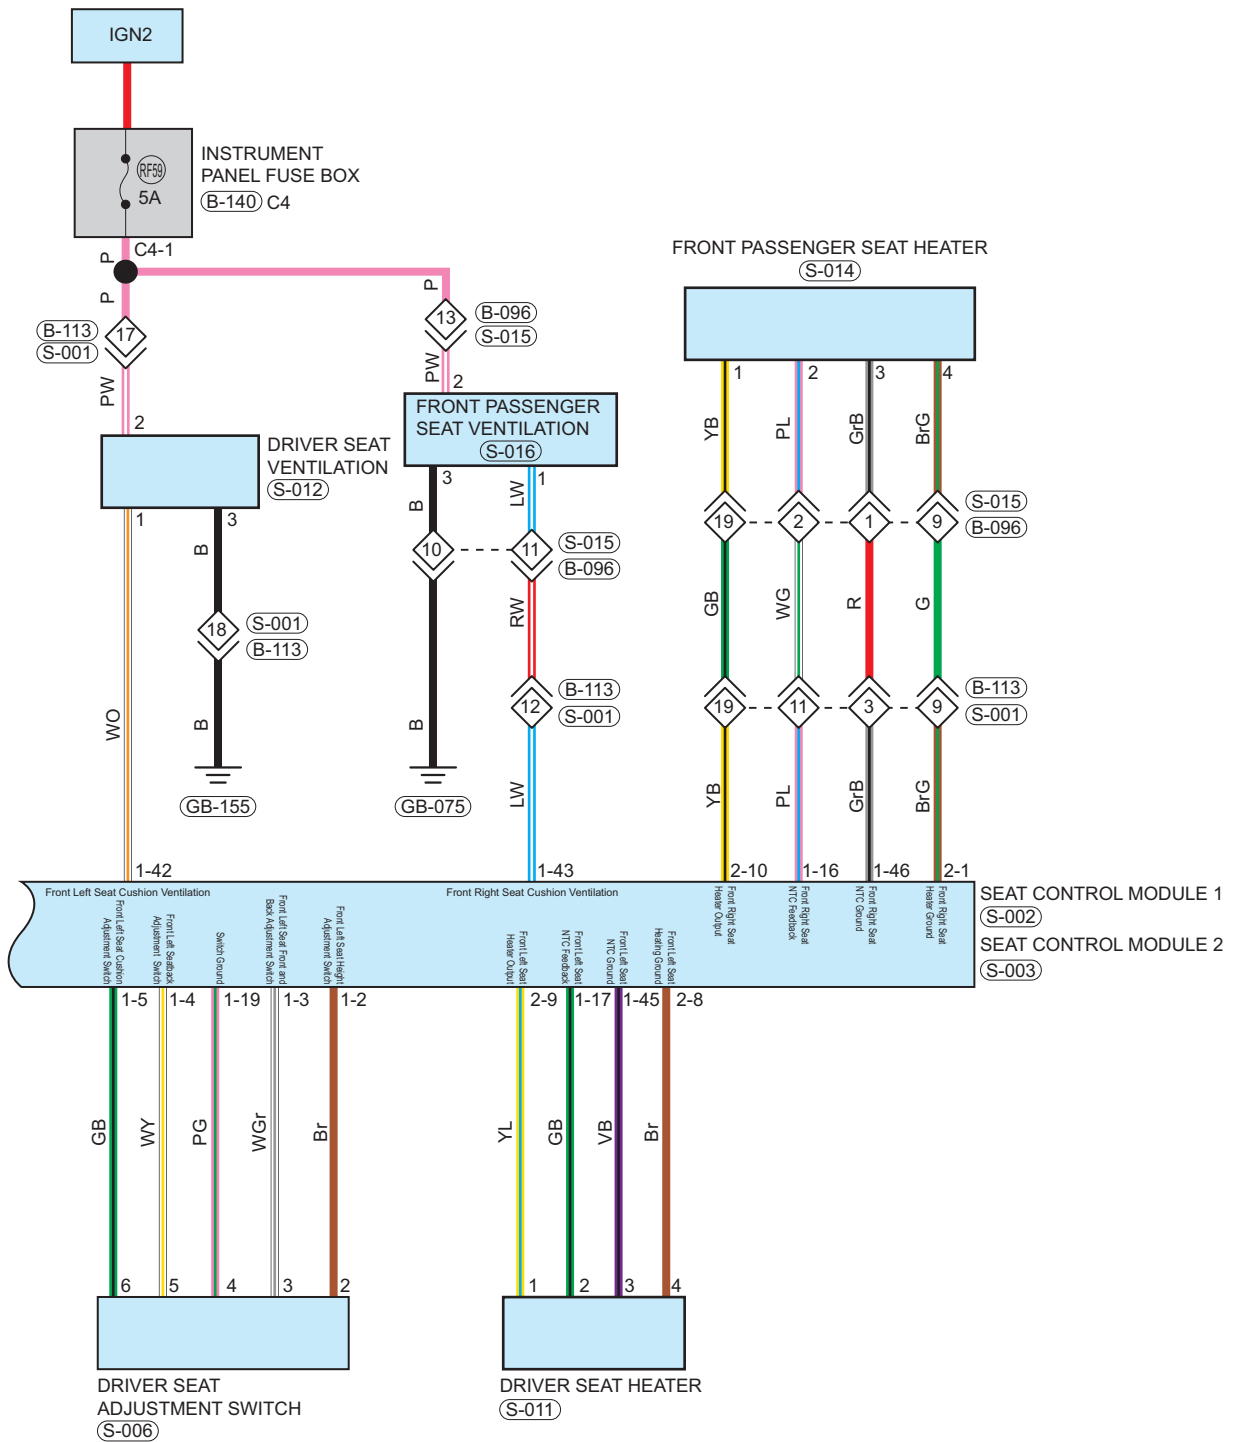 IGN2
RF59
5A
INSTRUMENT
PANEL FUSE BOX
B-140 C4
C4-1
P
P
P
B-113
S-001
17
PW
2
13
B-096
S-015
PW
2
FRONT PASSENGER
SEAT VENTILATION
S-016
DRIVER SEAT
VENTILATION
S-012
1
3
3
1
FRONT PASSENGER SEAT HEATER
S-014
1
2
3
4
YB
PL
GrB
BrG
19
2
1
9
S-015
B-096
B
LW
10
11
S-015
B-096
B
18
S-001
B-113
RW
GB
WG
R
G
12
B-113
S-001
19
11
3
9
B-113
S-001
WO
B
B
LW
YB
PL
GrB
BrG
GB-155
GB-075
1-42
1-43
2-10
1-16
1-46
2-1
Front Left Seat Cushion Ventilation
Front Right Seat Cushion Ventilation
Front Right Seat
Heater Output
Front Right Seat
NTC Feedback
Front Right Seat
NTC Ground
Front Right Seat
Heater Ground
SEAT CONTROL MODULE 1
S-002
SEAT CONTROL MODULE 2
S-003
Front Left Seat Cushion
Adjustment Switch
Front Left Seatback
Adjustment Switch
Switch Ground
Front Left Seat Front and
Back Adjustment Switch
Front Left Seat Height
Adjustment Switch
Front Left Seat
Heater Output
Front Left Seat
NTC Feedback
Front Left Seat
NTC Ground
Front Left Seat
Heating Ground
1-5
1-4
1-19
1-3
1-2
2-9
1-17
1-45
2-8
GB
WY
PG
WGr
Br
YL
GB
VB
Br
6
5
4
3
2
1
2
3
4
DRIVER SEAT
ADJUSTMENT SWITCH
S-006
DRIVER SEAT HEATER
S-011